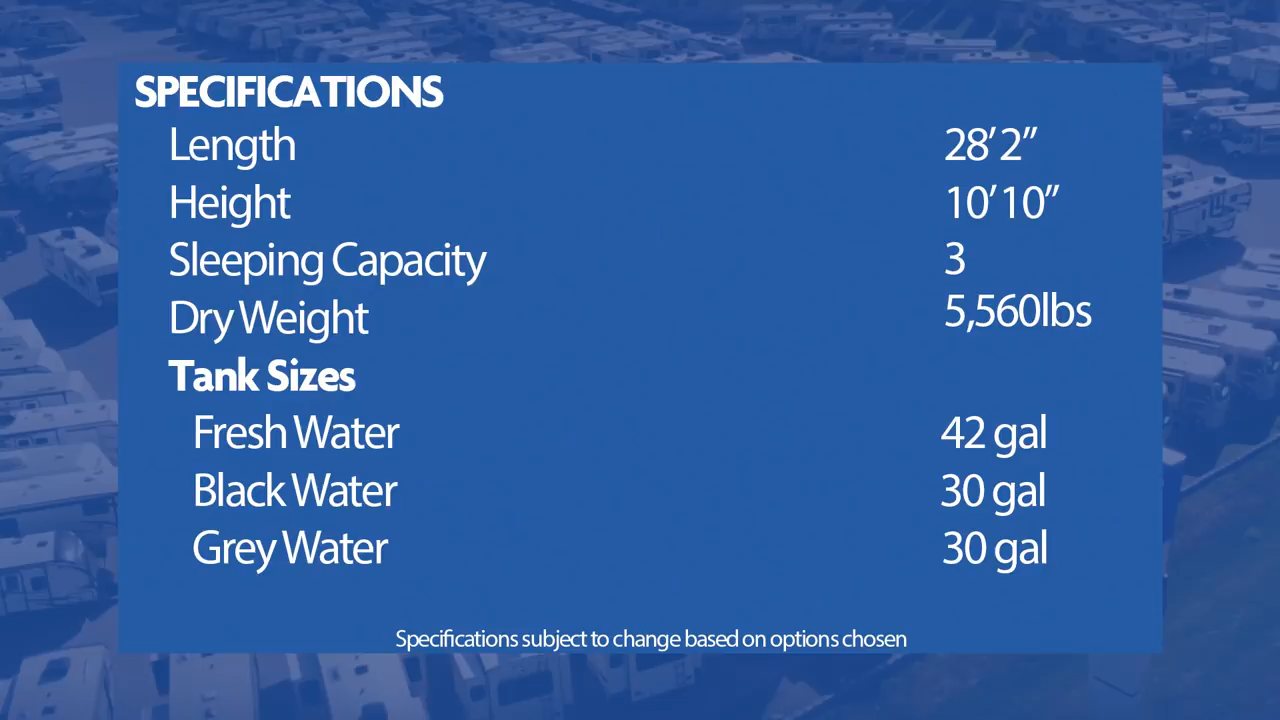 SPECIFICATIONS
Length 28’2”
Height 10’10”
Sleeping Capacity 3
Dry Weight 5,560lbs
Tank Sizes
Fresh Water 42 gal
Black Water 30 gal
Grey Water 30 gal
Specifications subject to change based on options chosen